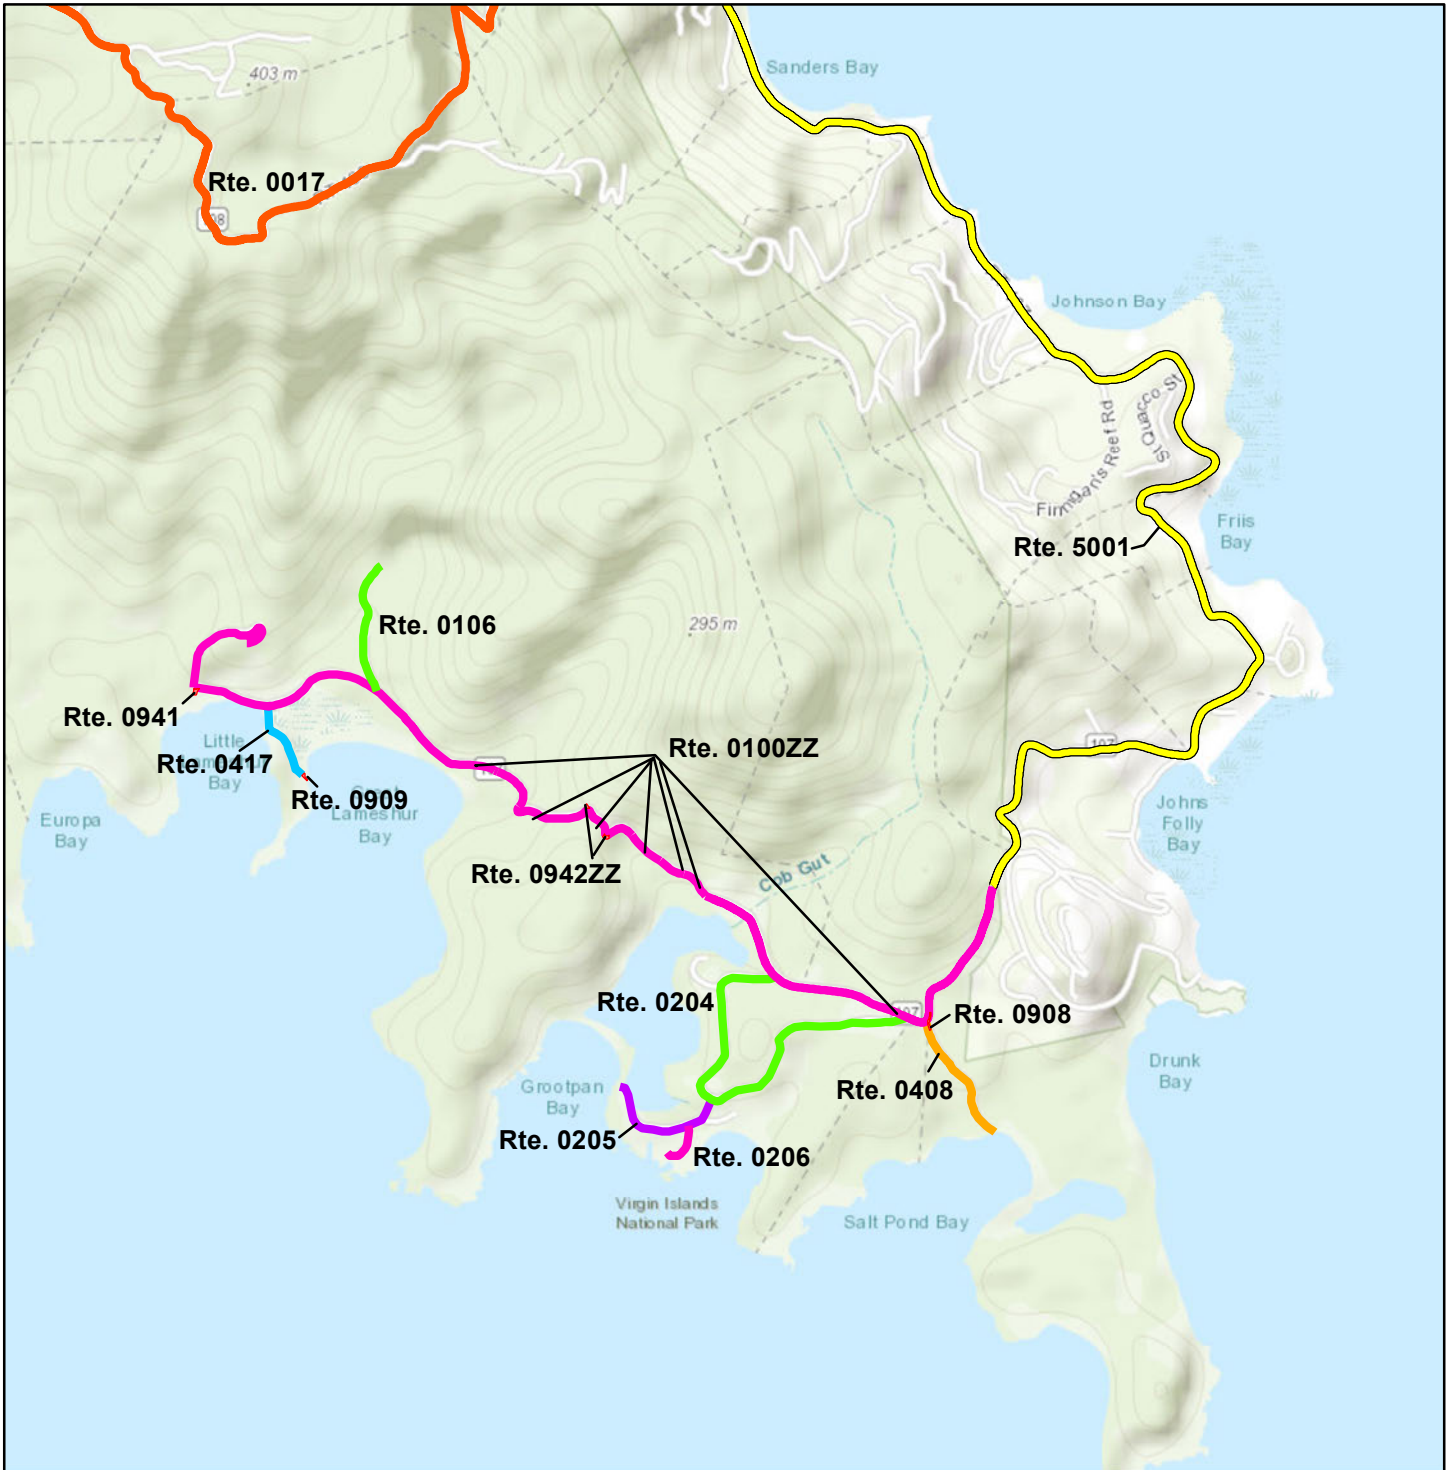 Sanders Bay
403 m
Rte. 0017
Johnson Bay
St Quacco St
Finnigan's Reef Rd
Friis
Bay
Rte. 5001
295 m
Rte. 0106
Rte. 0941
Little
Bay
Rte. 0417
Rte. 0100ZZ
107
Rte. 0909
Lameshur
Bay
Europa
Bay
Johns
Folly
Bay
Rte. 0942ZZ
Cob Gut
Rte. 0204
Rte. 0908
Drunk
Bay
Grootpan
Bay
Rte. 0408
Rte. 0205
Rte. 0206
Virgin Islands
National Park
Salt Pond Bay